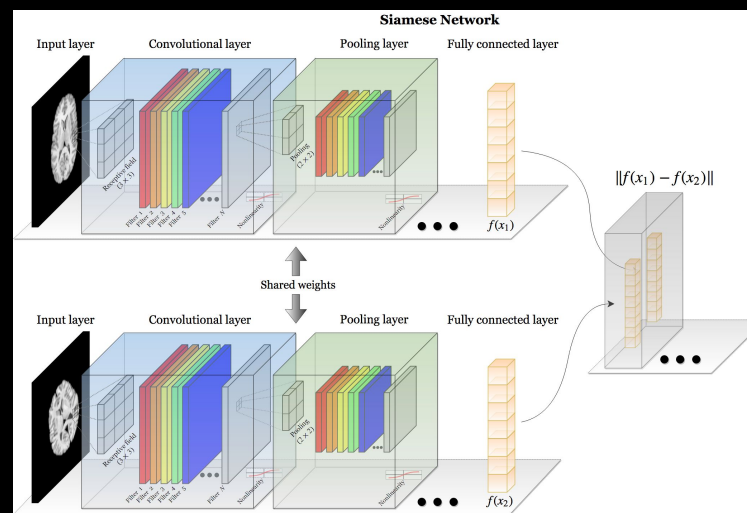 Siamese Network
Input layer
Convolutional layer
Pooling layer
Fully connected layer
Receptive field
(3 × 3)
Filter 1
Filter 2
Filter 3
Filter 4
Filter 5
Filter N
Nonlinearity
Pooling
(2 × 2)
Nonlinearity
f(x₁)
‖f(x₁) − f(x₂)‖
Shared weights
Input layer
Convolutional layer
Pooling layer
Fully connected layer
Receptive field
(3 × 3)
Filter 1
Filter 2
Filter 3
Filter 4
Filter 5
Filter N
Nonlinearity
Pooling
(2 × 2)
Nonlinearity
f(x₂)